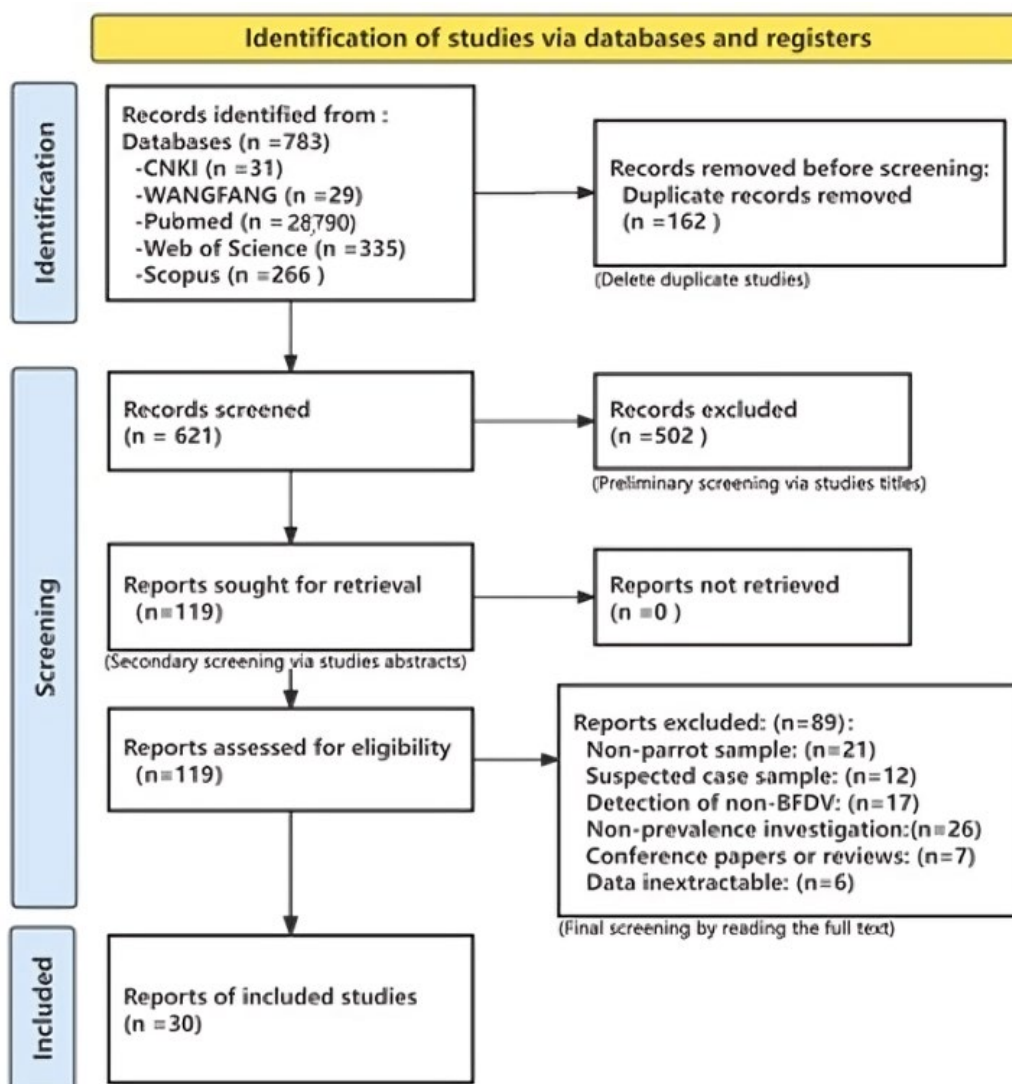 Identification of studies via databases and registers
Identification
Records identified from :
Databases (n =783)
-CNKI (n =31)
-WANGFANG (n =29)
-Pubmed (n = 28,790)
-Web of Science (n =335)
-Scopus (n =266 )
Records removed before screening:
Duplicate records removed
(n =162 )
(Delete duplicate studies)
Screening
Records screened
(n = 621)
Records excluded
(n =502 )
(Preliminary screening via studies titles)
Reports sought for retrieval
(n=119)
(Secondary screening via studies abstracts)
Reports not retrieved
(n =0 )
Reports assessed for eligibility
(n=119)
Reports excluded: (n=89):
Non-parrot sample: (n=21)
Suspected case sample: (n=12)
Detection of non-BFDV: (n=17)
Non-prevalence investigation:(n=26)
Conference papers or reviews: (n=7)
Data inextractable: (n=6)
(Final screening by reading the full text)
Included
Reports of included studies
(n =30)